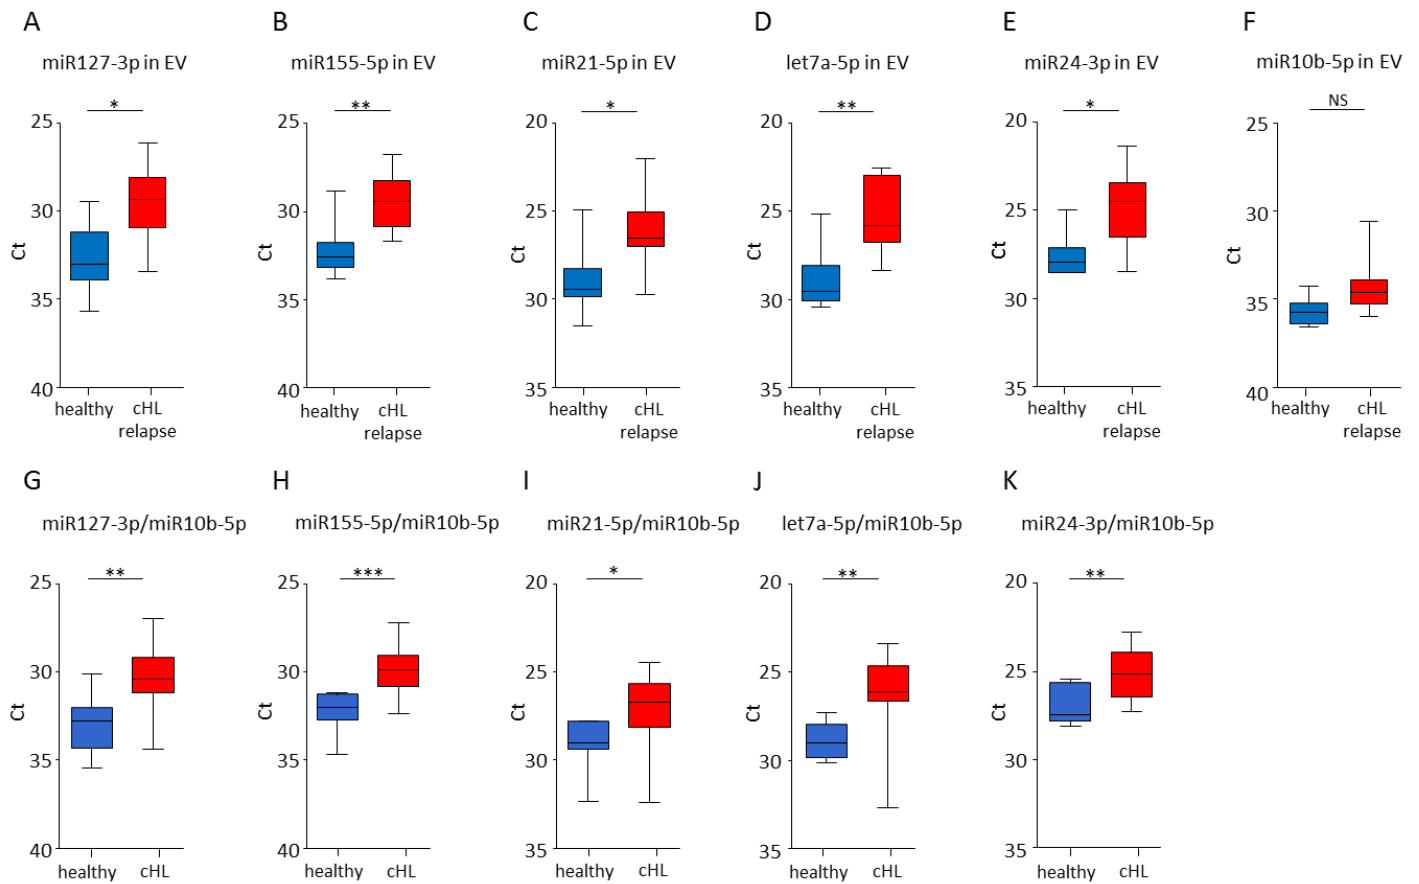 A B C D E F
miR127-3p in EV miR155-5p in EV miR21-5p in EV let7a-5p in EV miR24-3p in EV miR10b-5p in EV
* ** * ** * NS
25 25 20 20 20 25
30 30 25 25 25 30
Ct Ct Ct Ct Ct Ct
35 35 30 30 30 35
40 40 35 35 35 40
healthy cHL healthy cHL healthy cHL healthy cHL healthy cHL healthy cHL
relapse relapse relapse relapse relapse relapse
G H I J K
miR127-3p/miR10b-5p miR155-5p/miR10b-5p miR21-5p/miR10b-5p let7a-5p/miR10b-5p miR24-3p/miR10b-5p
** *** * ** **
25 25 20 20 20
30 30 25 25 25
Ct Ct Ct Ct Ct
35 35 30 30 30
40 40 35 35 35
healthy cHL healthy cHL healthy cHL healthy cHL healthy cHL